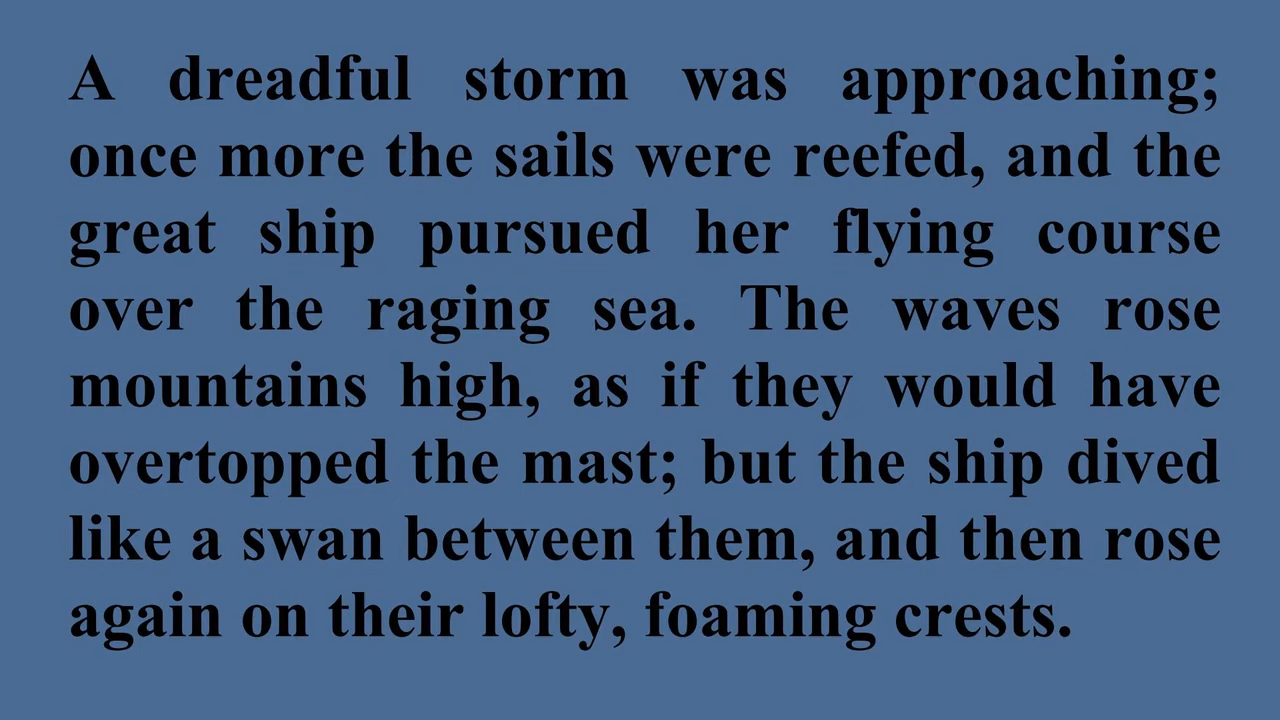 A dreadful storm was approaching;
once more the sails were reefed, and the
great ship pursued her flying course
over the raging sea. The waves rose
mountains high, as if they would have
overtopped the mast; but the ship dived
like a swan between them, and then rose
again on their lofty, foaming crests.